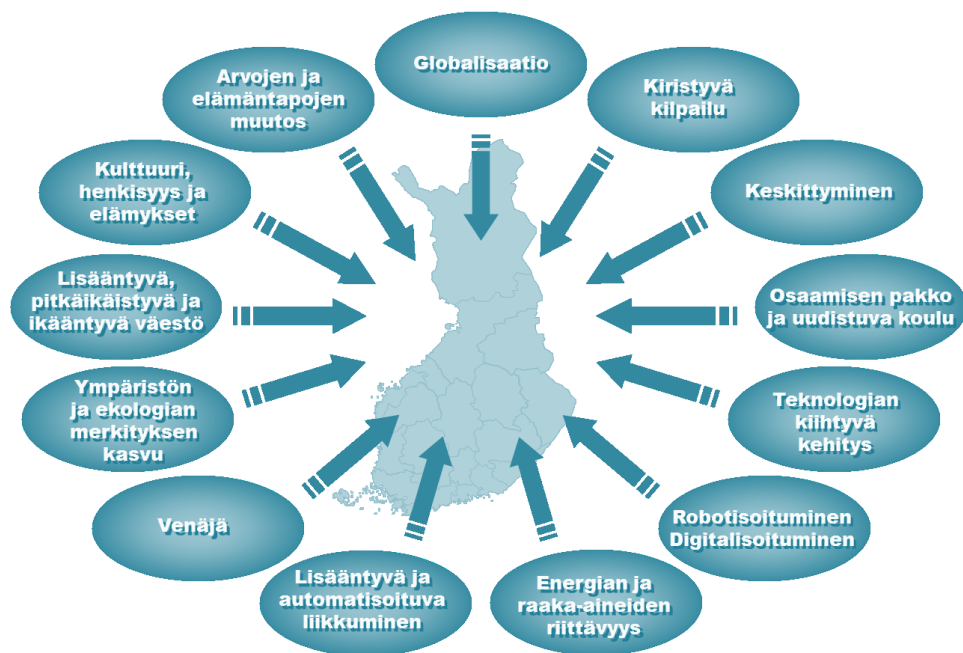 Globalisaatio
Kiristyvä
kilpailu
Keskittyminen
Osaamisen pakko
ja uudistuva koulu
Teknologian
kiihtyvä
kehitys
Robotisoituminen
Digitalisoituminen
Energian ja
raaka-aineiden
riittävyys
Lisääntyvä ja
automatisoituva
liikkuminen
Venäjä
Ympäristön
ja ekologian
merkityksen
kasvu
Lisääntyvä,
pitkäikäistyvä ja
ikääntyvä väestö
Kulttuuri,
henkisyys ja
elämykset
Arvojen ja
elämäntapojen
muutos